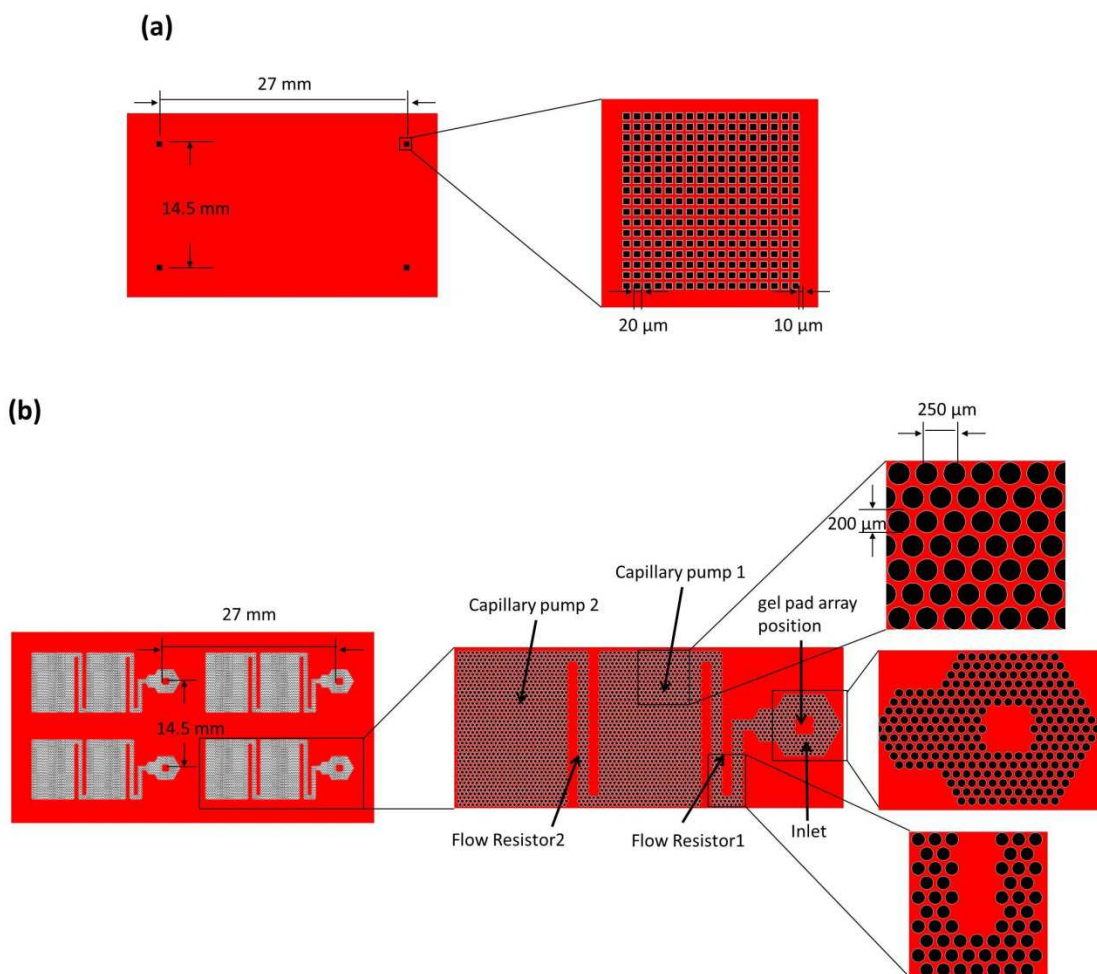 (a)
27 mm
14.5 mm
20 µm
10 µm
(b)
250 µm
200 µm
Capillary pump 1
Capillary pump 2
gel pad array
position
27 mm
14.5 mm
Flow Resistor2
Flow Resistor1
Inlet